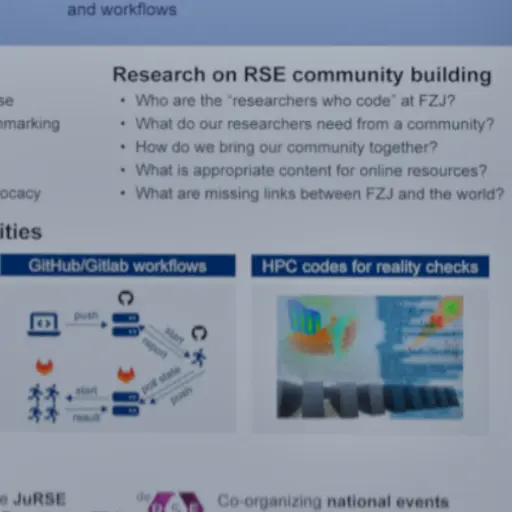 and workflows
Research on RSE community building
• Who are the “researchers who code” at FZJ?
• What do our researchers need from a community?
• How do we bring our community together?
• What is appropriate content for online resources?
• What are missing links between FZJ and the world?
se
nmarking
ocacy
ities
GitHub/Gitlab workflows
push
start
report
poll state
push
start
result
HPC codes for reality checks
e JuRSE
de
RSE
Co-organizing national events